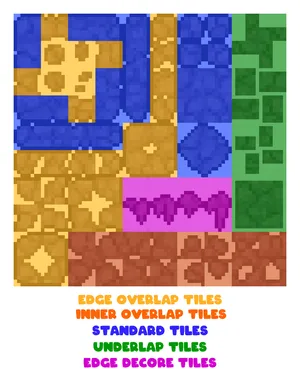 EDGE OVERLAP TILES
INNER OVERLAP TILES
STANDARD TILES
UNDERLAP TILES
EDGE DECORE TILES